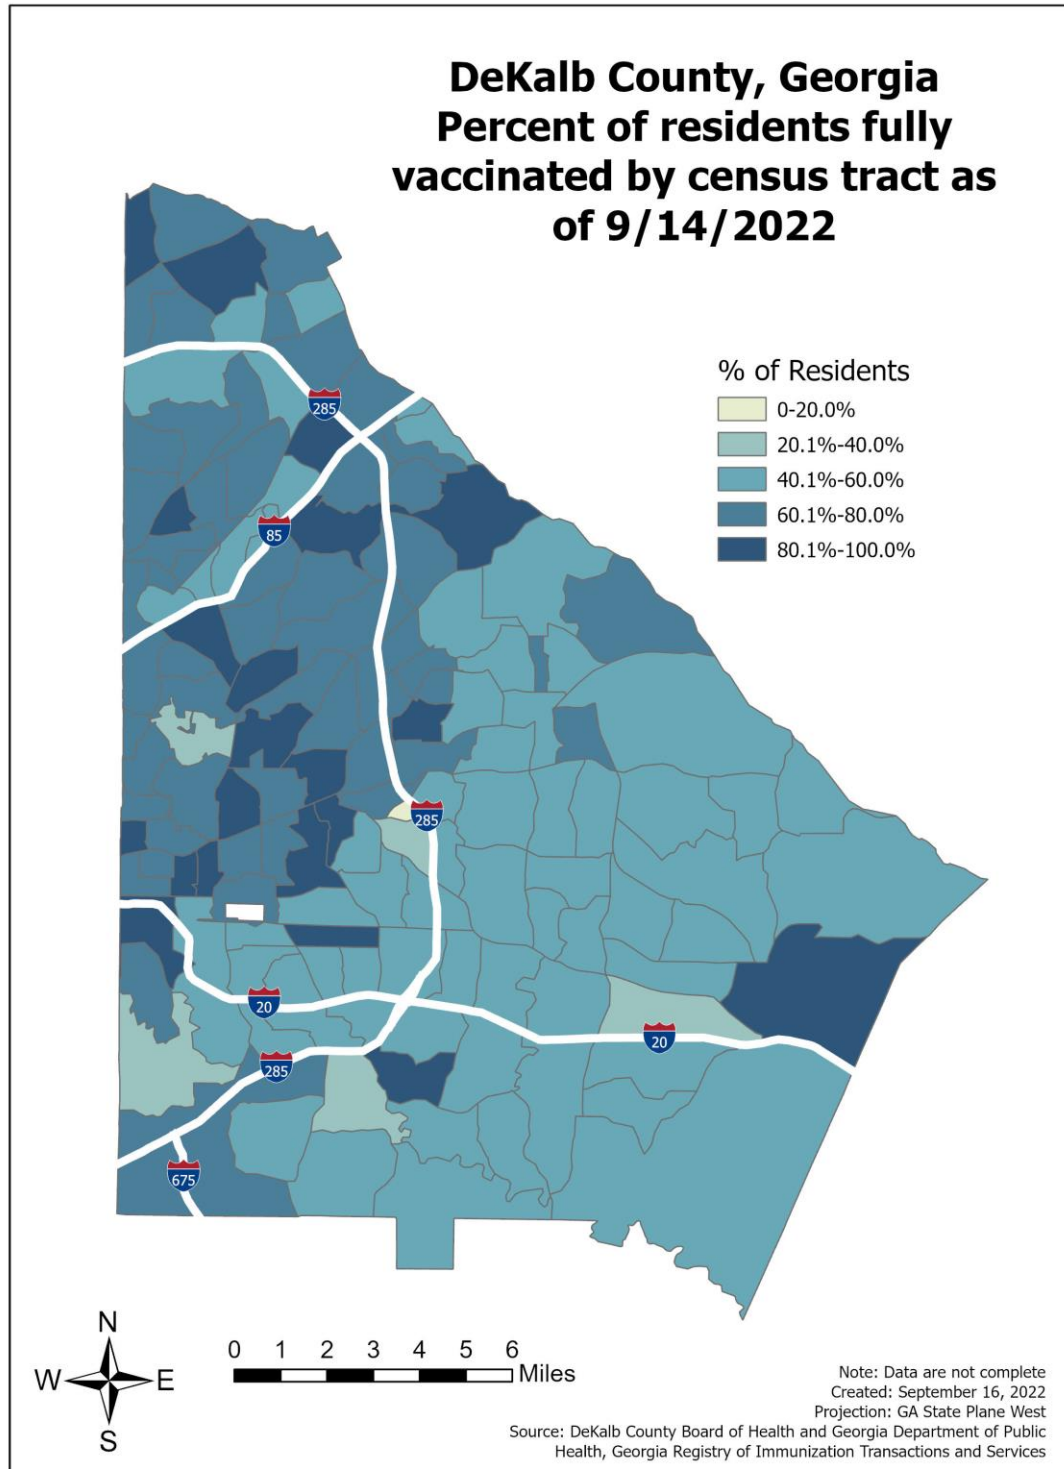 DeKalb County, Georgia
Percent of residents fully
vaccinated by census tract as
of 9/14/2022
% of Residents
0-20.0%
20.1%-40.0%
40.1%-60.0%
60.1%-80.0%
80.1%-100.0%
285
85
285
20
20
285
675
N
W E
S
0 1 2 3 4 5 6
Miles
Note: Data are not complete
Created: September 16, 2022
Projection: GA State Plane West
Source: DeKalb County Board of Health and Georgia Department of Public
Health, Georgia Registry of Immunization Transactions and Services